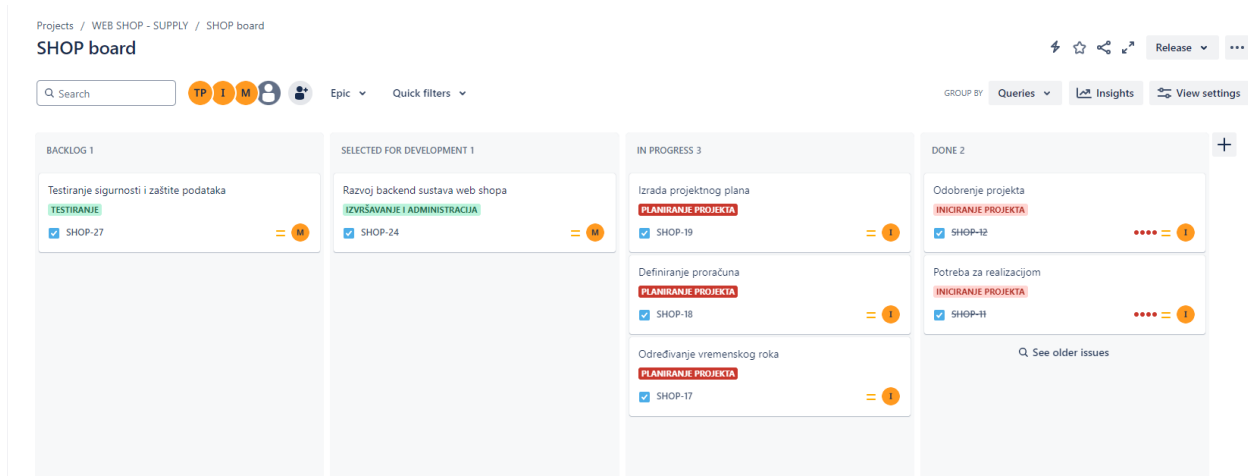 Projects / WEB SHOP - SUPPLY / SHOP board
SHOP board
Release
Search
TP I M
Epic
Quick filters
GROUP BY Queries
Insights
View settings
BACKLOG 1
Testiranje sigurnosti i zaštite podataka
TESTIRANJE
SHOP-27
M
SELECTED FOR DEVELOPMENT 1
Razvoj backend sustava web shopa
IZVRŠAVANJE I ADMINISTRACIJA
SHOP-24
M
IN PROGRESS 3
Izrada projektnog plana
PLANIRANJE PROJEKTA
SHOP-19
I
Definiranje proračuna
PLANIRANJE PROJEKTA
SHOP-18
I
Određivanje vremenskog roka
PLANIRANJE PROJEKTA
SHOP-17
I
DONE 2
Odobrenje projekta
INICIRANJE PROJEKTA
SHOP-12
I
Potreba za realizacijom
INICIRANJE PROJEKTA
SHOP-11
I
See older issues